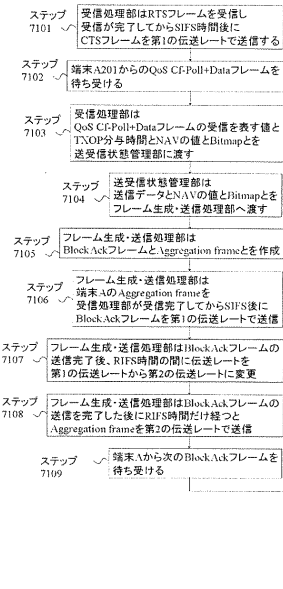 ステップ
7101
受信処理部はRTSフレームを受信し
受信が完了してからSIFS時間後に
CTSフレームを第1の伝送レートで送信する
ステップ
7102
端末A201からのQoS Cf-Poll+Dataフレームを
待ち受ける
ステップ
7103
受信処理部は
QoS Cf-Poll+Dataフレームの受信を表す値と
TXOP分与時間とNAVの値とBitmapとを
送受信状態管理部に渡す
ステップ
7104
送受信状態管理部は
送信データとNAVの値とBitmapとを
フレーム生成・送信処理部へ渡す
ステップ
7105
フレーム生成・送信処理部は
BlockAckフレームとAggregation frameとを作成
ステップ
7106
フレーム生成・送信処理部は
端末AのAggregation frameを
受信処理部が受信完了してからSIFS後に
BlockAckフレームを第1の伝送レートで送信
ステップ
7107
フレーム生成・送信処理部はBlockAckフレームの
送信完了後、RIFS時間の間に伝送レートを
第1の伝送レートから第2の伝送レートに変更
ステップ
7108
フレーム生成・送信処理部はBlockAckフレームの
送信を完了した後にRIFS時間だけ経つと
Aggregation frameを第2の伝送レートで送信
ステップ
7109
端末Aから次のBlockAckフレームを
待ち受ける